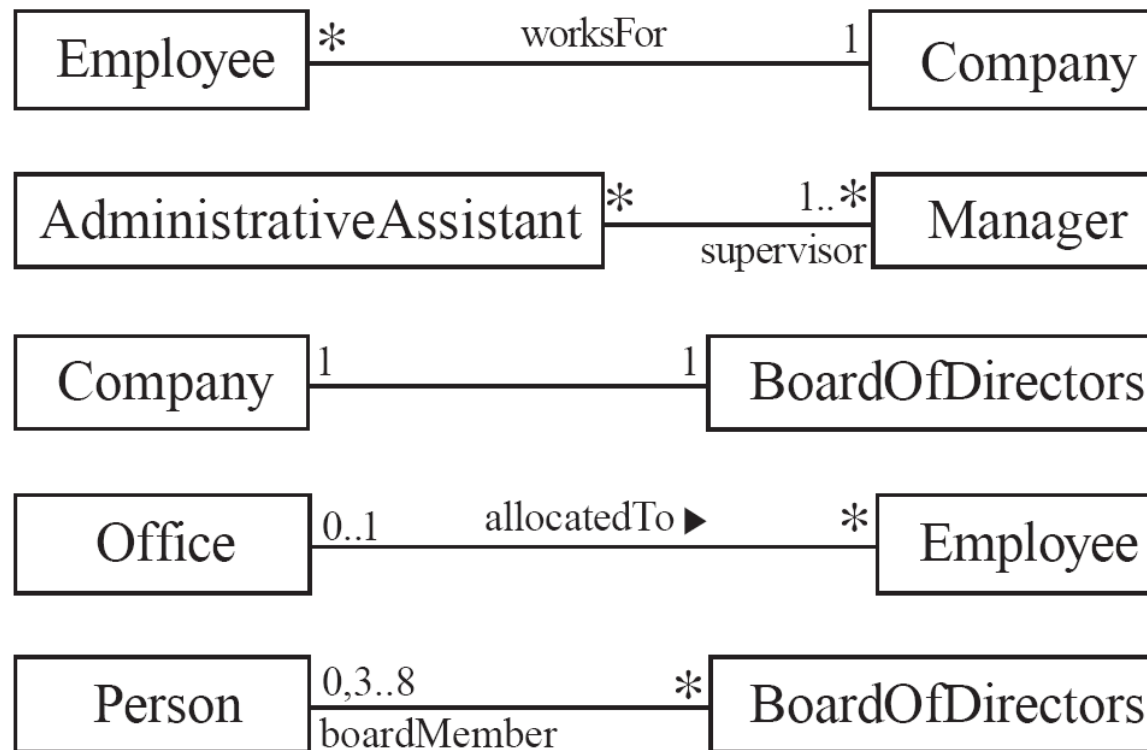 Employee * worksFor 1 Company
AdministrativeAssistant * 1..* Manager
supervisor
Company 1 1 BoardOfDirectors
Office 0..1 allocatedTo ▶ * Employee
Person 0,3..8 * BoardOfDirectors
boardMember